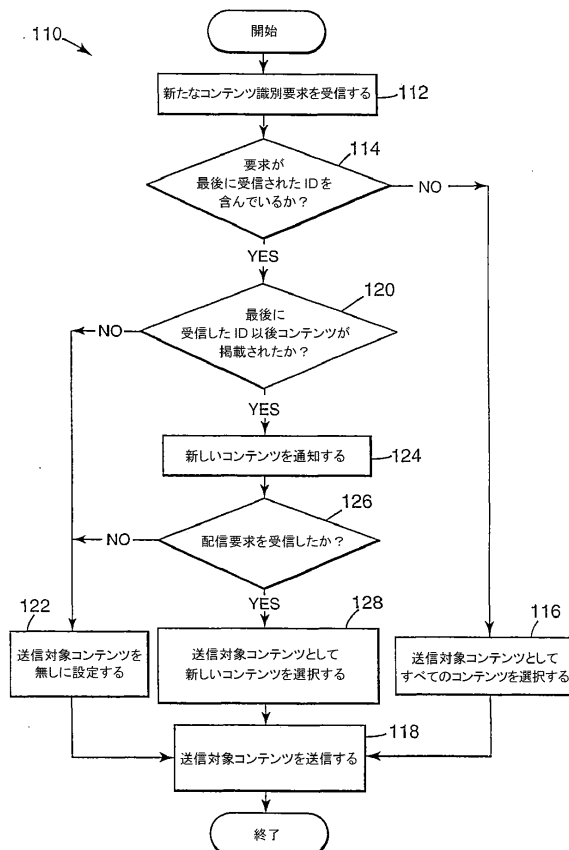 110
開始
新たなコンテンツ識別要求を受信する
112
114
要求が
最後に受信された ID を
含んでいるか？
NO
YES
120
最後に
受信した ID 以後コンテンツが
掲載されたか？
NO
YES
新しいコンテンツを通知する
124
126
配信要求を受信したか？
NO
YES
122
送信対象コンテンツを
無しに設定する
128
送信対象コンテンツとして
新しいコンテンツを選択する
116
送信対象コンテンツとして
すべてのコンテンツを選択する
118
送信対象コンテンツを送信する
終了